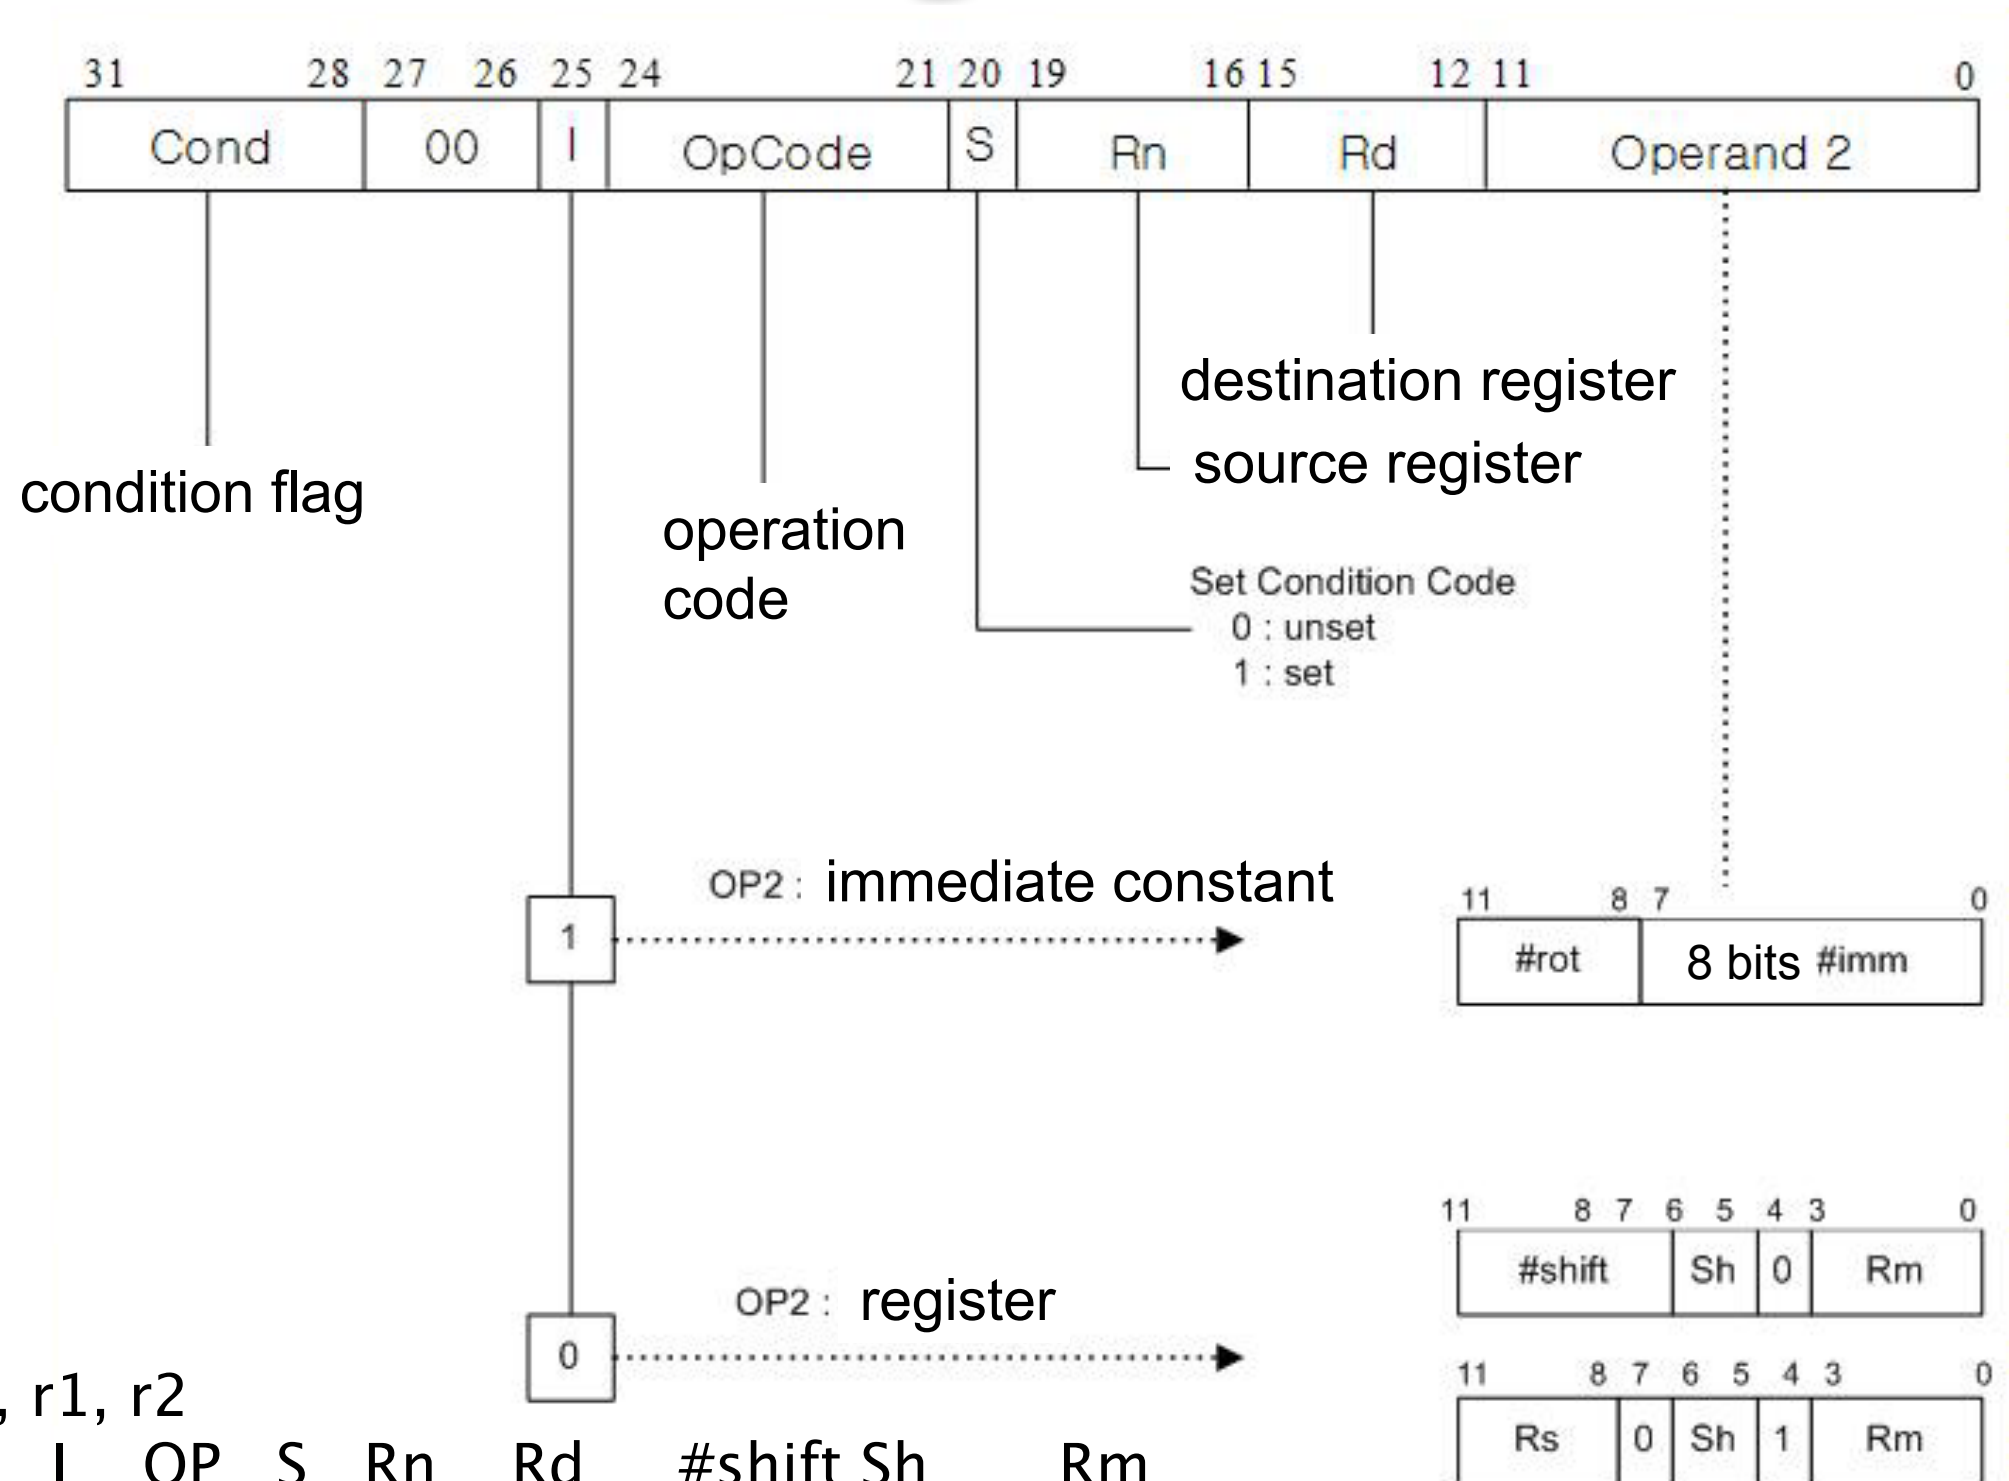 31 28 27 26 25 24 21 20 19 16 15 12 11 0
Cond 00 I OpCode S Rn Rd Operand 2
destination register
source register
condition flag
operation
code
Set Condition Code
0 : unset
1 : set
OP2 : immediate constant
11 8 7 0
1
#rot 8 bits #imm
11 8 7 6 5 4 3 0
#shift Sh 0 Rm
OP2 : register
0
11 8 7 6 5 4 3 0
Rs 0 Sh 1 Rm
, r1, r2
I OP S Rn Rd #shift Sh Rm